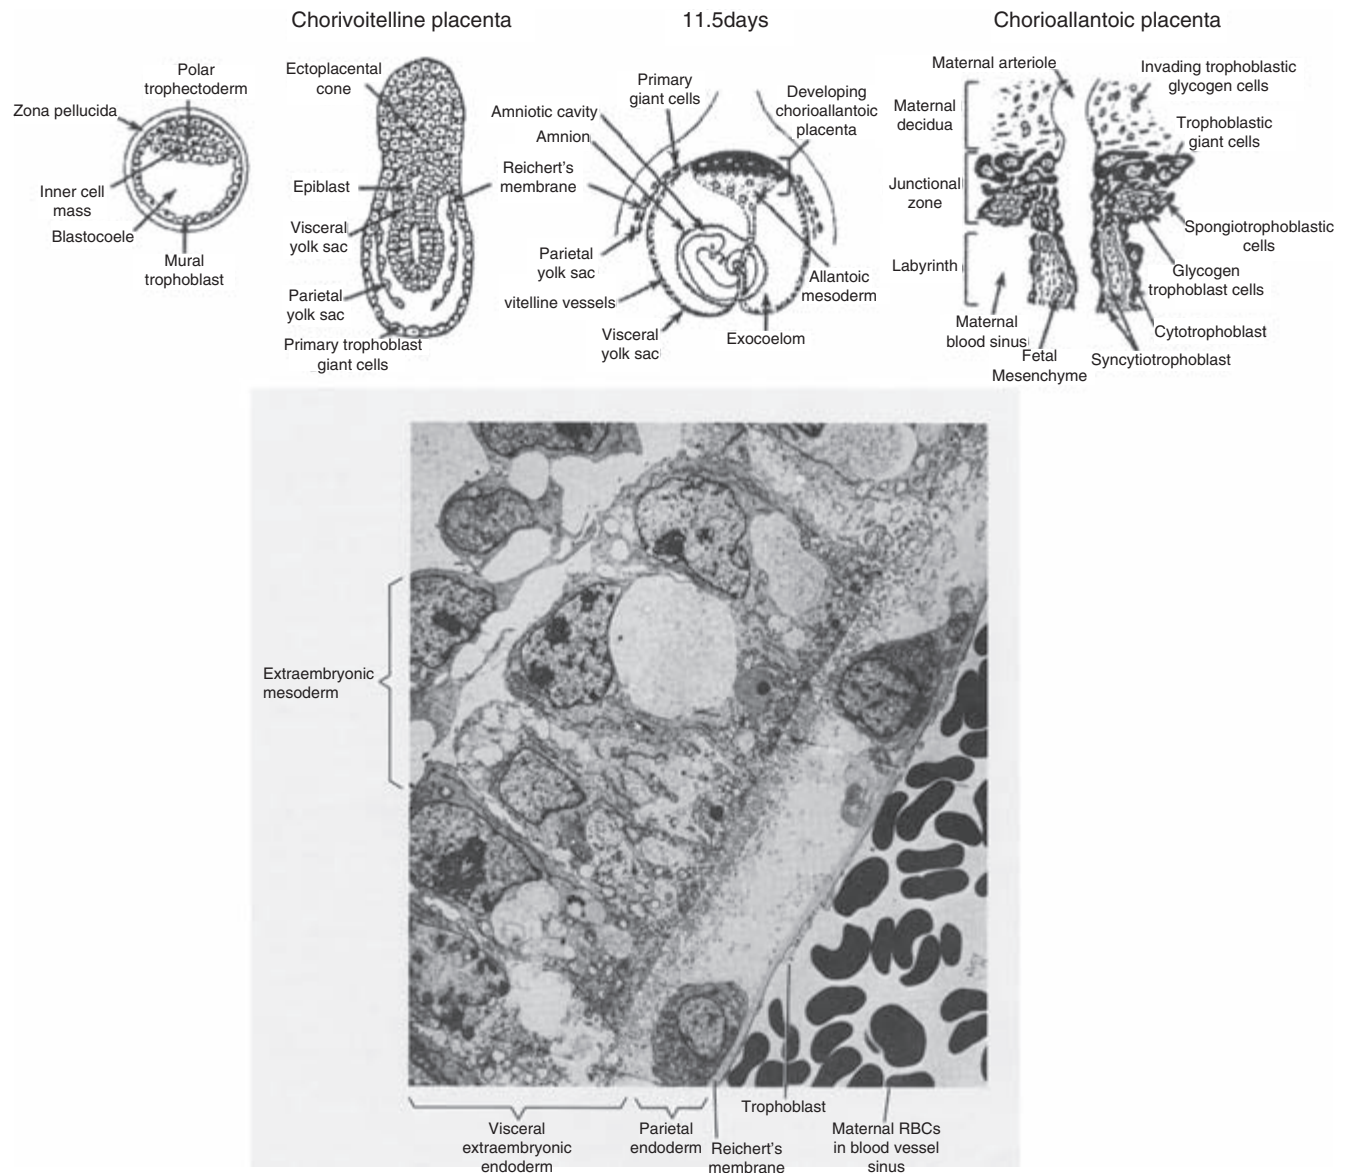 Chorivoitelline placenta
11.5days
Chorioallantoic placenta
Polar
trophectoderm
Zona pellucida
Inner cell
mass
Blastocoele
Mural
trophoblast
Ectoplacental
cone
Epiblast
Visceral
yolk sac
Parietal
yolk sac
Primary trophoblast
giant cells
Reichert's
membrane
Primary
giant cells
Amniotic cavity
Amnion
Developing
chorioallantoic
placenta
Parietal
yolk sac
vitelline vessels
Visceral
yolk sac
Exocoelom
Allantoic
mesoderm
Maternal arteriole
Maternal
decidua
Junctional
zone
Labyrinth
Maternal
blood sinus
Fetal
Mesenchyme
Invading trophoblastic
glycogen cells
Trophoblastic
giant cells
Spongiotrophoblastic
cells
Glycogen
trophoblast cells
Cytotrophoblast
Syncytiotrophoblast
Extraembryonic
mesoderm
Visceral
extraembryonic
endoderm
Parietal
endoderm
Reichert's
membrane
Trophoblast
Maternal RBCs
in blood vessel
sinus